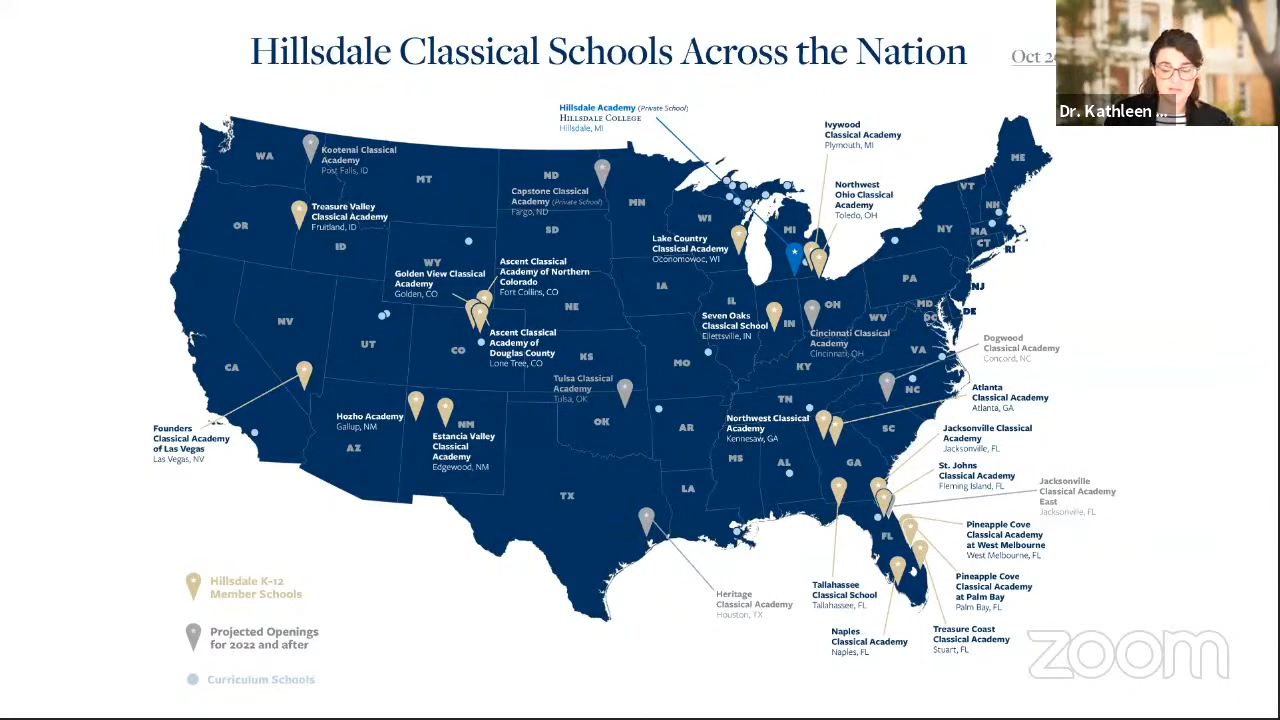 Hillsdale Classical Schools Across the Nation
Oct
Dr. Kathleen ...
Hillsdale Academy (Private School)
HILLSDALE COLLEGE
Hillsdale, MI
Ivywood
Classical Academy
Plymouth, MI
Northwest
Ohio Classical
Academy
Toledo, OH
Kootenai Classical
Academy
Post Falls, ID
Treasure Valley
Classical Academy
Fruitland, ID
Capstone Classical
Academy (Private School)
Fargo, ND
Lake Country
Classical Academy
Oconomowoc, WI
Golden View Classical
Academy
Golden, CO
Ascent Classical
Academy of Northern
Colorado
Fort Collins, CO
Ascent Classical
Academy of
Douglas County
Lone Tree, CO
Seven Oaks
Classical School
Ellettsville, IN
Cincinnati Classical
Academy
Cincinnati, OH
Dogwood
Classical Academy
Concord, NC
Tulsa Classical
Academy
Tulsa, OK
Atlanta
Classical Academy
Atlanta, GA
Hozho Academy
Gallup, NM
Estancia Valley
Classical
Academy
Edgewood, NM
Northwest Classical
Academy
Kennesaw, GA
Founders
Classical Academy
of Las Vegas
Las Vegas, NV
Jacksonville Classical
Academy
Jacksonville, FL
St. Johns
Classical Academy
Fleming Island, FL
Jacksonville
Classical Academy
East
Jacksonville, FL
Pineapple Cove
Classical Academy
at West Melbourne
West Melbourne, FL
Pineapple Cove
Classical Academy
at Palm Bay
Palm Bay, FL
Tallahassee
Classical School
Tallahassee, FL
Heritage
Classical Academy
Houston, TX
Naples
Classical Academy
Naples, FL
Treasure Coast
Classical Academy
Stuart, FL
WA
MT
ND
MN
OR
ID
WY
SD
WI
MI
NY
VT
NH
ME
MA
CT
RI
NV
UT
CO
NE
IA
IL
IN
OH
PA
NJ
MD
DE
DC
WV
VA
CA
AZ
NM
KS
MO
KY
OK
AR
TN
NC
SC
TX
LA
MS
AL
GA
FL
Hillsdale K-12
Member Schools
Projected Openings
for 2022 and after
Curriculum Schools
zoom